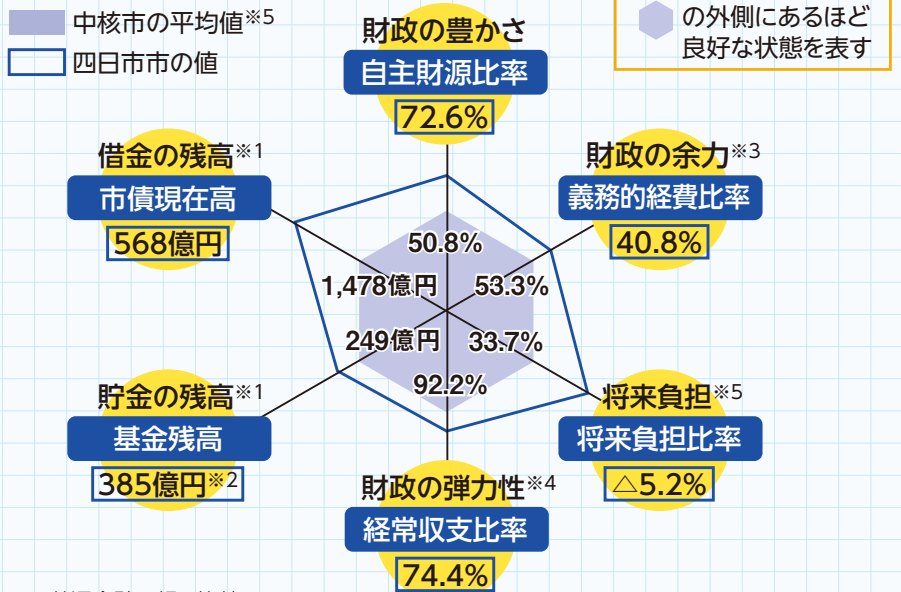 中核市の平均値※5
四日市市の値
の外側にあるほど
良好な状態を表す
財政の豊かさ
自主財源比率
72.6%
借金の残高※1
市債現在高
568億円
財政の余力※3
義務的経費比率
40.8%
50.8%
1,478億円
53.3%
249億円
33.7%
92.2%
貯金の残高※1
基金残高
385億円※2
将来負担※5
将来負担比率
△5.2%
財政の弾力性※4
経常収支比率
74.4%